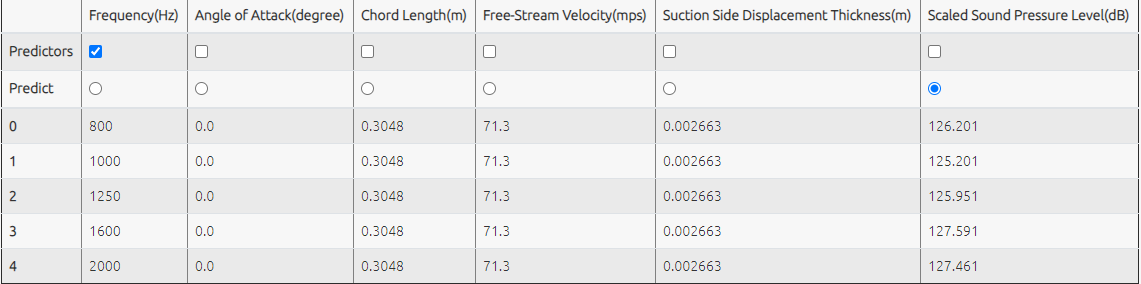 Frequency(Hz) Angle of Attack(degree) Chord Length(m) Free-Stream Velocity(mps) Suction Side Displacement Thickness(m) Scaled Sound Pressure Level(dB)
Predictors
Predict
0 800 0.0 0.3048 71.3 0.002663 126.201
1 1000 0.0 0.3048 71.3 0.002663 125.201
2 1250 0.0 0.3048 71.3 0.002663 125.951
3 1600 0.0 0.3048 71.3 0.002663 127.591
4 2000 0.0 0.3048 71.3 0.002663 127.461